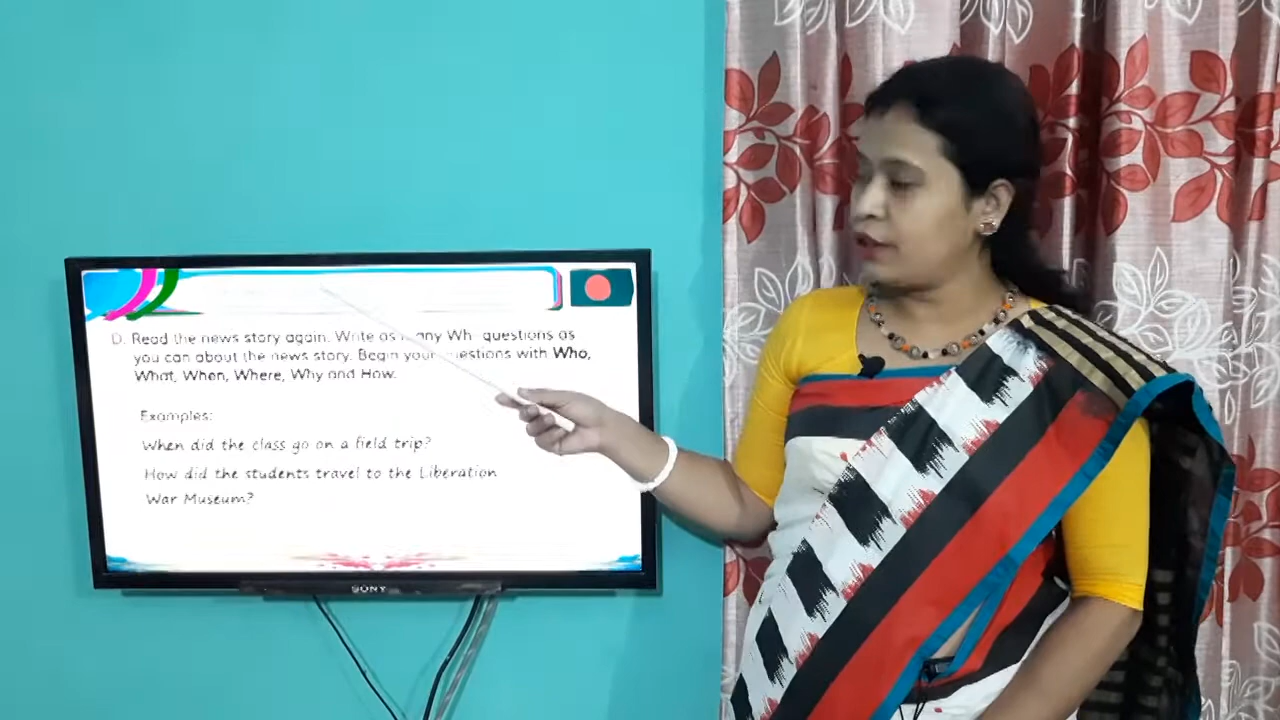 D. Read the news story again. Write as many Wh questions as
you can about the news story. Begin your questions with Who,
What, When, Where, Why and How.
Examples:
When did the class go on a field trip?
How did the students travel to the Liberation
War Museum?
SONY